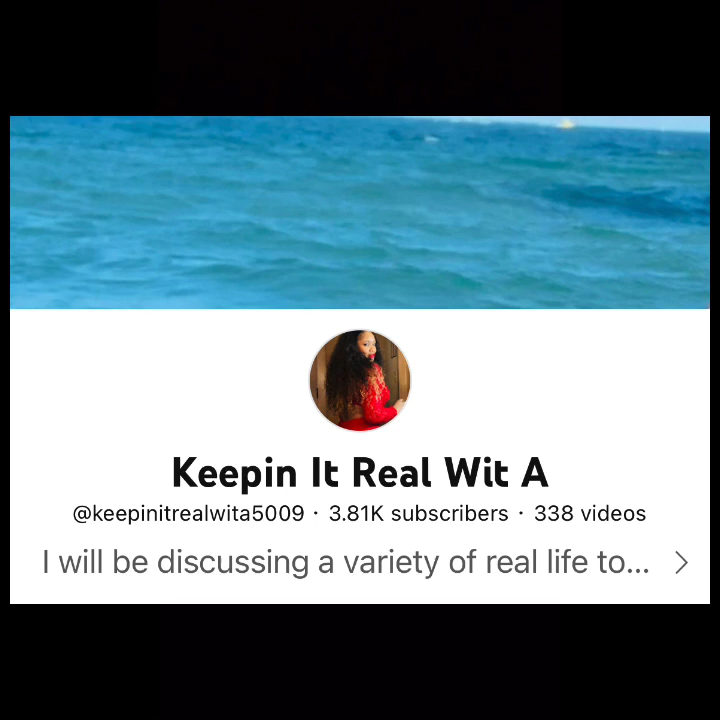 Keepin It Real Wit A
@keepinitrealwita5009 · 3.81K subscribers · 338 videos
I will be discussing a variety of real life to...